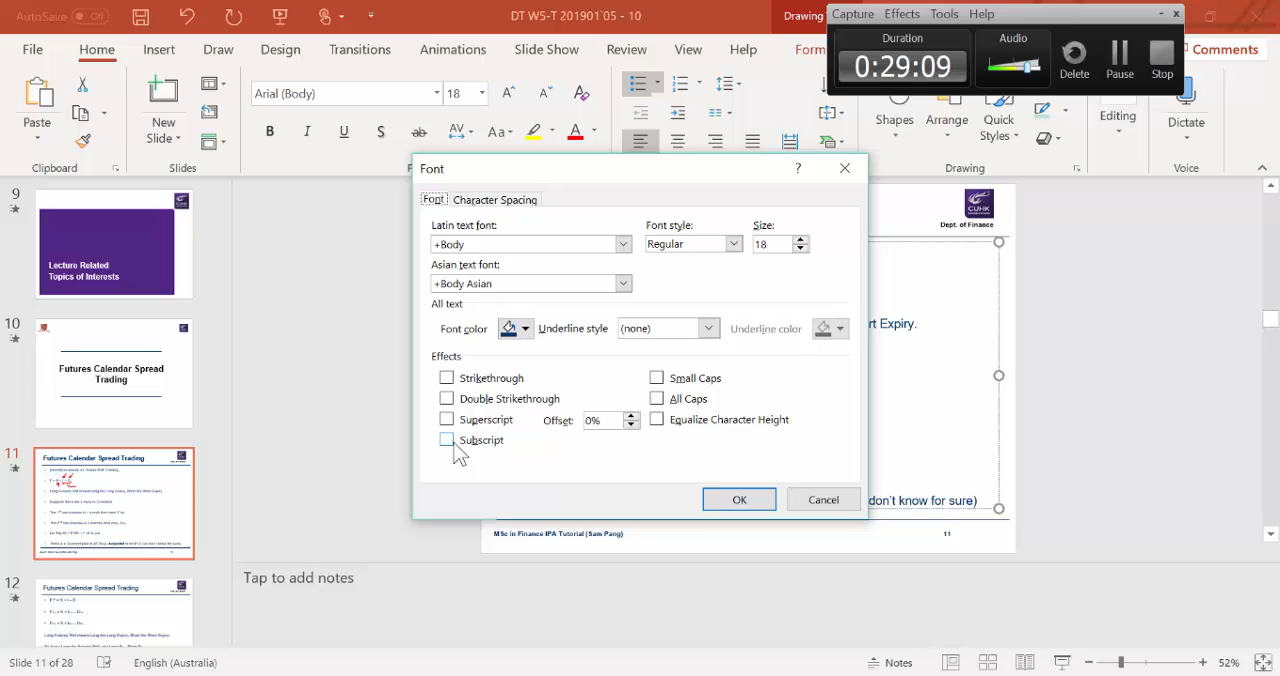 AutoSave Off
DT W5-T 201901`05 - 10
Drawing
Capture Effects Tools Help
Duration
0:29:09
Audio
Delete Pause Stop
File Home Insert Draw Design Transitions Animations Slide Show Review View Help Form
Comments
Paste
Clipboard
New
Slide
Slides
Arial (Body) 18
Shapes Arrange Quick
Styles
Drawing
Editing
Dictate
Voice
9
Lecture Related
Topics of Interests
10
Futures Calendar Spread
Trading
11
Futures Calendar Spread Trading
12
Futures Calendar Spread Trading
Font
Font Character Spacing
Latin text font: Font style: Size:
+Body Regular 18
Asian text font:
+Body Asian
All text
Font color Underline style (none) Underline color
Effects
Strikethrough Small Caps
Double Strikethrough All Caps
Superscript Offset: 0% Equalize Character Height
Subscript
OK Cancel
CUHK
Dept. of Finance
rt Expiry.
don't know for sure)
MSc in Finance IPA Tutorial (Sam Pang) 11
Tap to add notes
Slide 11 of 28 English (Australia) Notes 52%